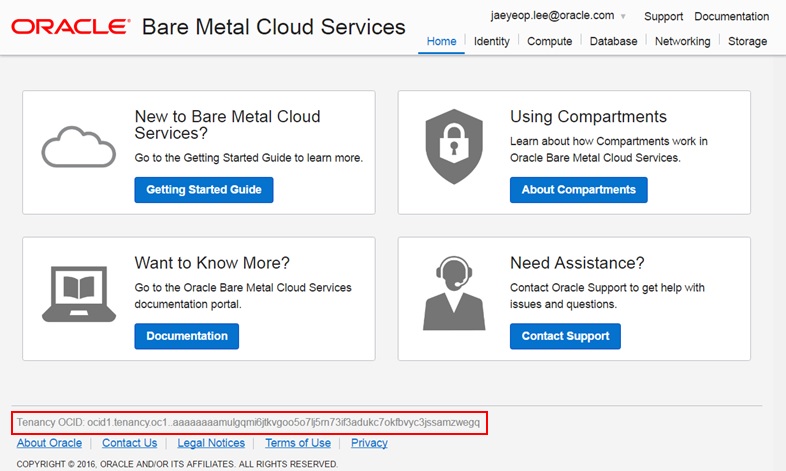 ORACLE® Bare Metal Cloud Services
jaeyeop.lee@oracle.com Support Documentation
Home Identity Compute Database Networking Storage
New to Bare Metal Cloud
Services?
Go to the Getting Started Guide to learn more.
Getting Started Guide
Using Compartments
Learn about how Compartments work in
Oracle Bare Metal Cloud Services.
About Compartments
Want to Know More?
Go to the Oracle Bare Metal Cloud Services
documentation portal.
Documentation
Need Assistance?
Contact Oracle Support to get help with
issues and questions.
Contact Support
Tenancy OCID: ocid1.tenancy.oc1..aaaaaaaamulgqmi6jtkvgoo5o7lj5rn73if3adukc7okfbvyc3jssamzwegq
About Oracle Contact Us Legal Notices Terms of Use Privacy
COPYRIGHT © 2016, ORACLE AND/OR ITS AFFILIATES. ALL RIGHTS RESERVED.